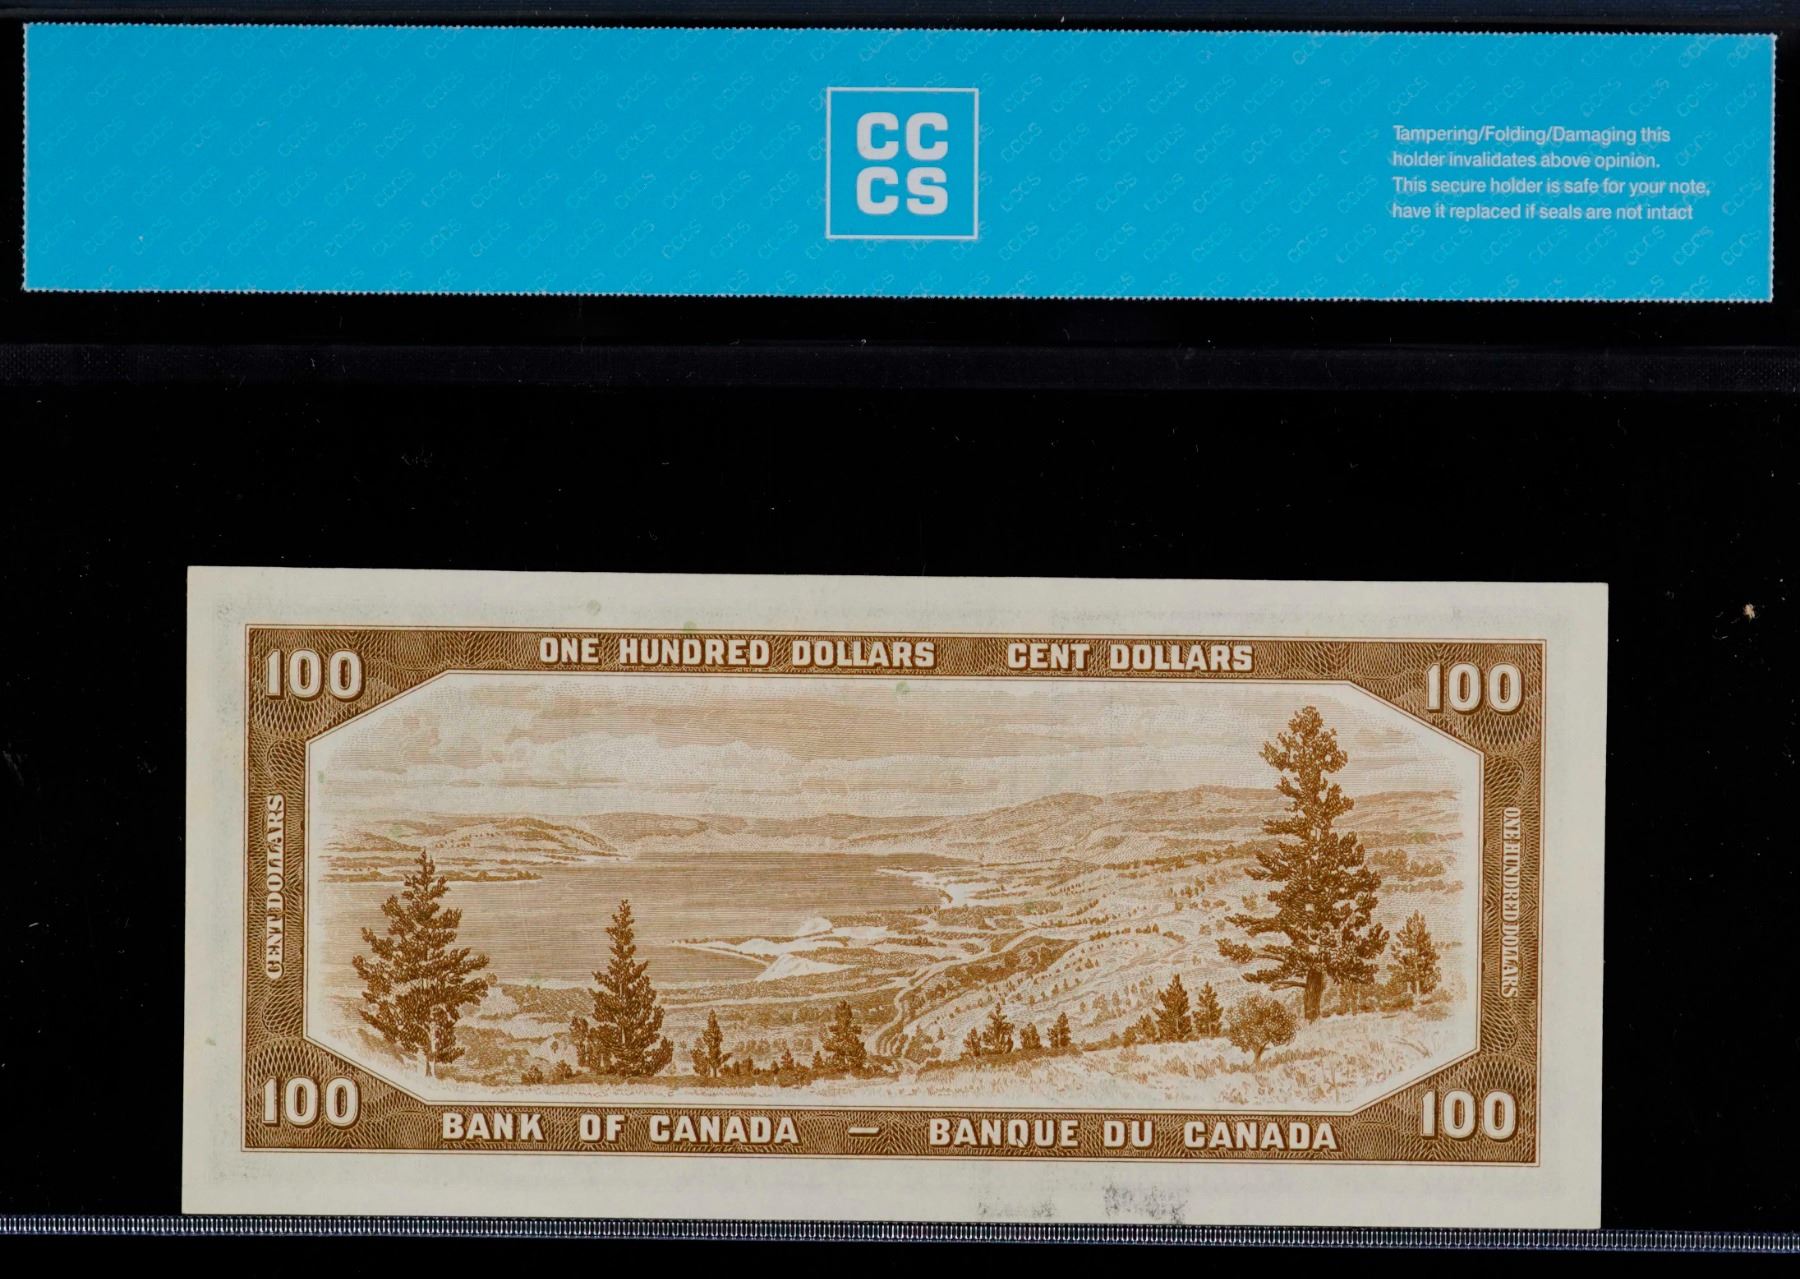 CC
CS
Tampering/Folding/Damaging this
holder invalidates above opinion.
This secure holder is safe for your note,
have it replaced if seals are not intact
ONE HUNDRED DOLLARS CENT DOLLARS
100
100
CENT DOLLARS
ONE HUNDRED DOLLARS
100
100
BANK OF CANADA — BANQUE DU CANADA